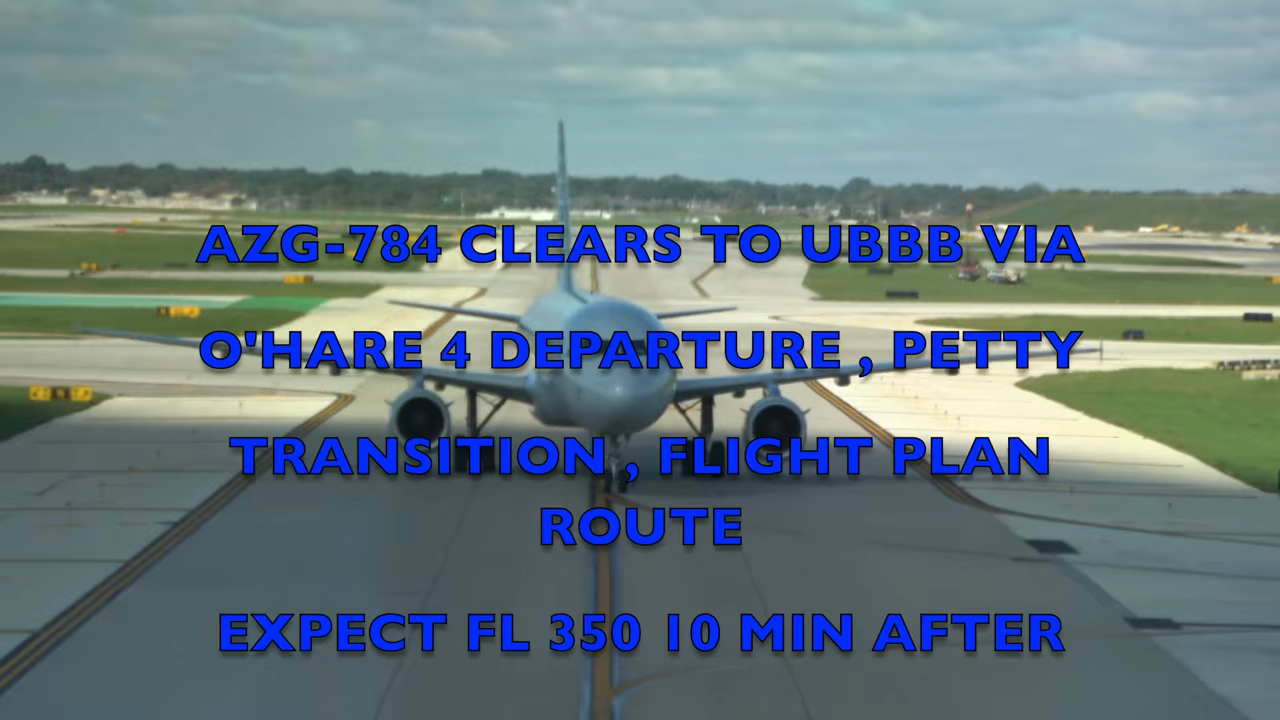 AZG-784 CLEARS TO UBBB VIA
O'HARE 4 DEPARTURE , PETTY
TRANSITION , FLIGHT PLAN
ROUTE
EXPECT FL 350 10 MIN AFTER